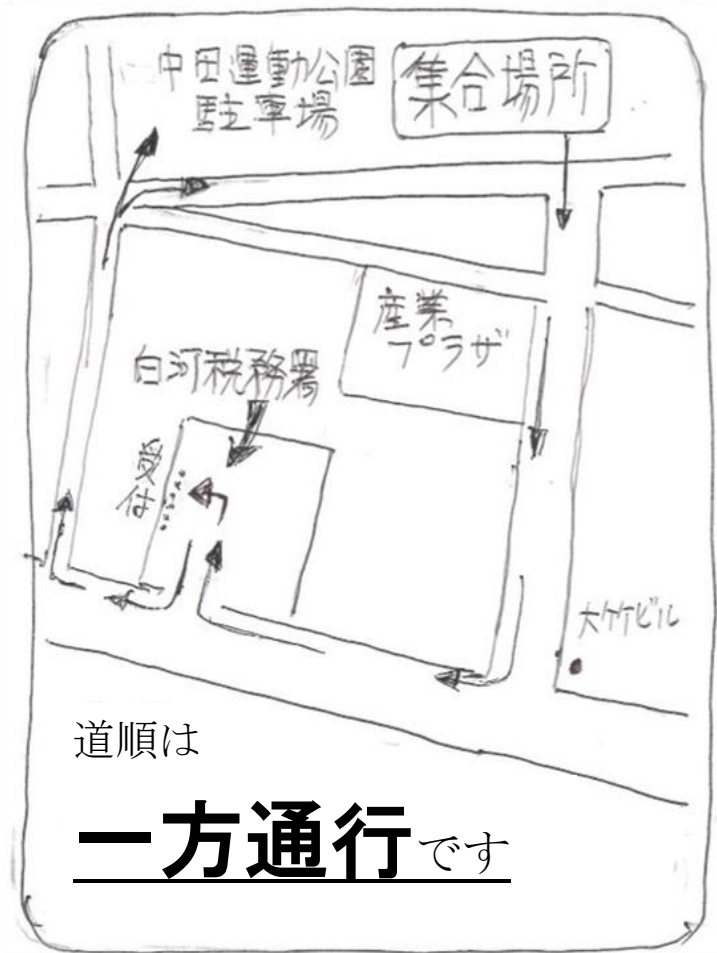 中田運動公園
駐車場
集合場所
産業
プラザ
白河税務署
受付
大竹ビル
道順は
一方通行です